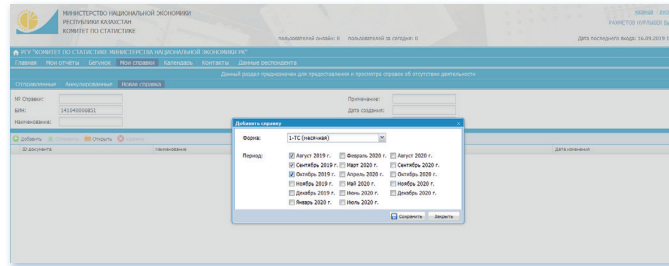 МИНИСТЕРСТВО НАЦИОНАЛЬНОЙ ЭКОНОМИКИ
РЕСПУБЛИКИ КАЗАХСТАН
КОМИТЕТ ПО СТАТИСТИКЕ
пользователей онлайн: 0 пользователей за сегодня: 0
Дата последнего входа: 16.09.2019
РГУ "КОМИТЕТ ПО СТАТИСТИКЕ МИНИСТЕРСТВА НАЦИОНАЛЬНОЙ ЭКОНОМИКИ РК"
Главная Мои отчёты Бегунок Мои справки Календарь Контакты Данные респондента
Данный раздел предназначен для предоставления и просмотра справок об отсутствии деятельности
Отправленные Аннулированные Новая справка
№ Справки: Примечание:
БИН: Дата создания:
Наименование:
Добавить Открыть Удалить
ID документа Наименование Дата изменения
Добавить справку
Форма: 1-ТС (месячная)
Период: Август 2019 г. Февраль 2020 г. Август 2020 г.
Сентябрь 2019 г. Март 2020 г. Сентябрь 2020 г.
Октябрь 2019 г. Апрель 2020 г. Октябрь 2020 г.
Ноябрь 2019 г. Май 2020 г. Ноябрь 2020 г.
Декабрь 2019 г. Июнь 2020 г. Декабрь 2020 г.
Январь 2020 г. Июль 2020 г.
Сохранить Закрыть